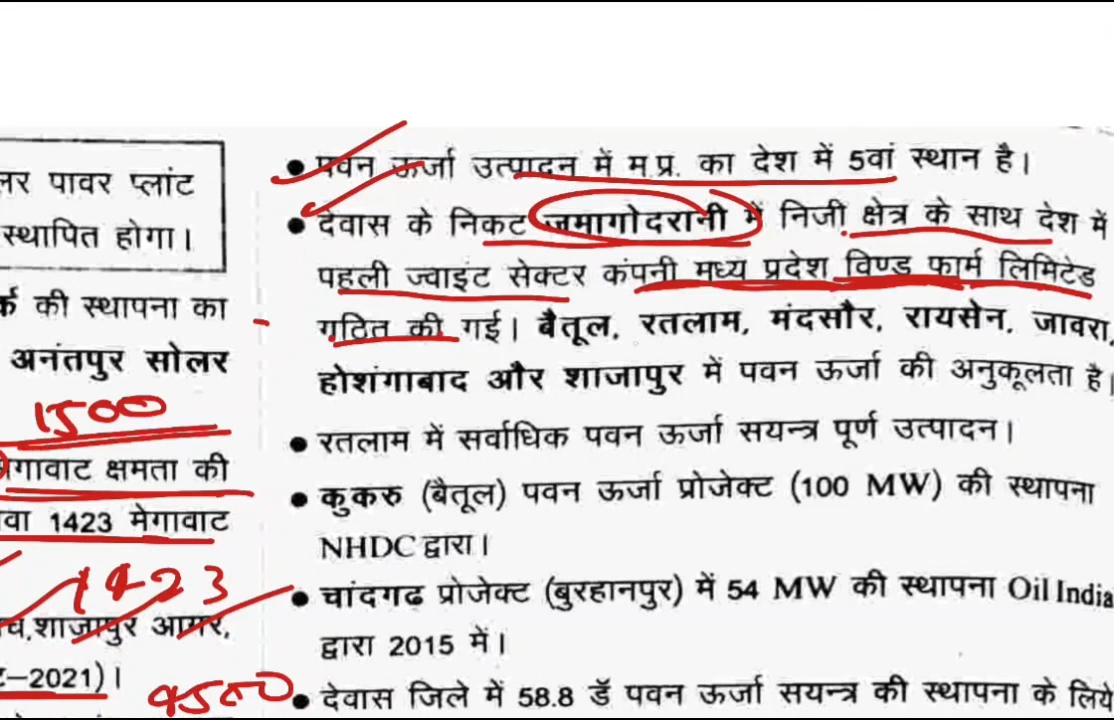 लर पावर प्लांट
स्थापित होगा।
र्क की स्थापना का
अनंतपुर सोलर
1500
मेगावाट क्षमता की
1423 मेगावाट
1423
शाजापुर आगर,
–2021)।
9500
• पवन ऊर्जा उत्पादन में म.प्र. का देश में 5वां स्थान है।
• देवास के निकट जमागोदरानी में निजी क्षेत्र के साथ देश में
पहली ज्वाइंट सेक्टर कंपनी मध्य प्रदेश विण्ड फार्म लिमिटेड
गठित की गई। बैतूल, रतलाम, मंदसौर, रायसेन, जावरा,
होशंगाबाद और शाजापुर में पवन ऊर्जा की अनुकूलता है।
• रतलाम में सर्वाधिक पवन ऊर्जा सयन्त्र पूर्ण उत्पादन।
• कुकरु (बैतूल) पवन ऊर्जा प्रोजेक्ट (100 MW) की स्थापना
NHDC द्वारा।
• चांदगढ प्रोजेक्ट (बुरहानपुर) में 54 MW की स्थापना Oil India
द्वारा 2015 में।
• देवास जिले में 58.8 डॅ पवन ऊर्जा सयन्त्र की स्थापना के लिये